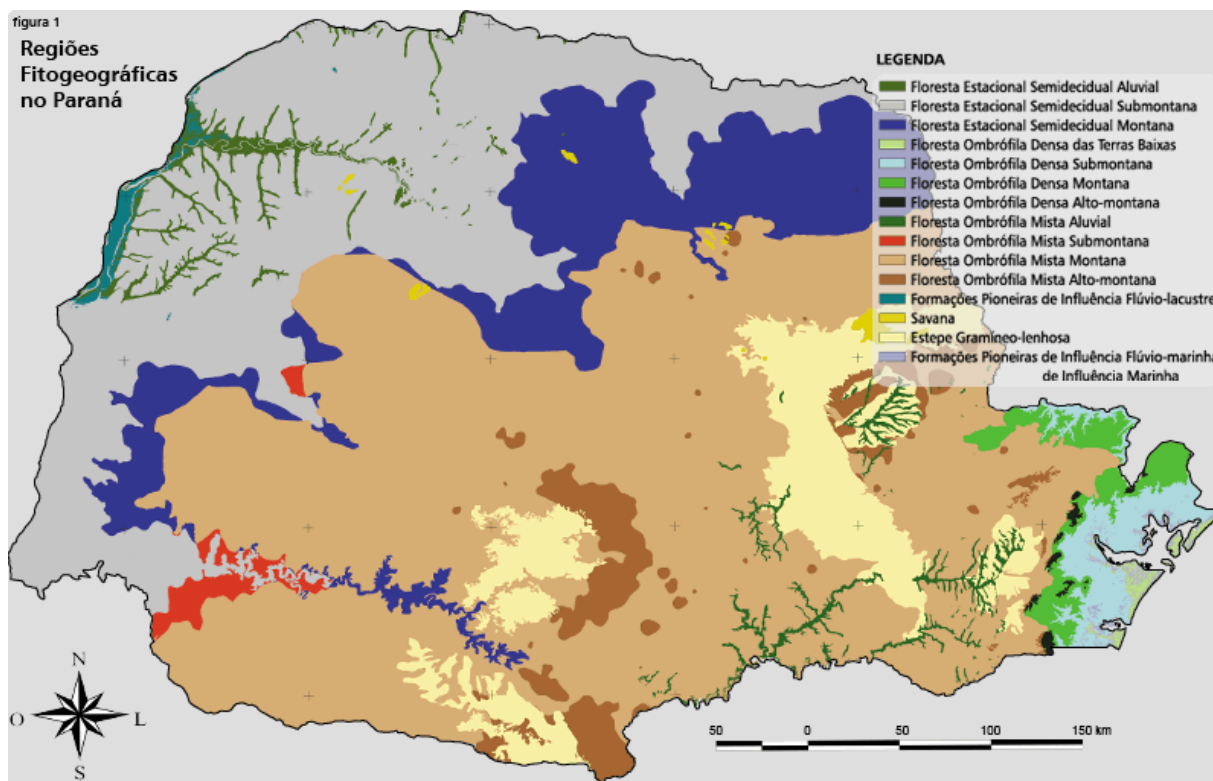 figura 1
Regiões
Fitogeográficas
no Paraná
LEGENDA
Floresta Estacional Semidecidual Aluvial
Floresta Estacional Semidecidual Submontana
Floresta Estacional Semidecidual Montana
Floresta Ombrófila Densa das Terras Baixas
Floresta Ombrófila Densa Submontana
Floresta Ombrófila Densa Montana
Floresta Ombrófila Densa Alto-montana
Floresta Ombrófila Mista Aluvial
Floresta Ombrófila Mista Submontana
Floresta Ombrófila Mista Montana
Floresta Ombrófila Mista Alto-montana
Formações Pioneiras de Influência Flúvio-lacustre
Savana
Estepe Gramíneo-lenhosa
Formações Pioneiras de Influência Flúvio-marinha
de Influência Marinha
N
O L
S
50 0 50 100 150 km